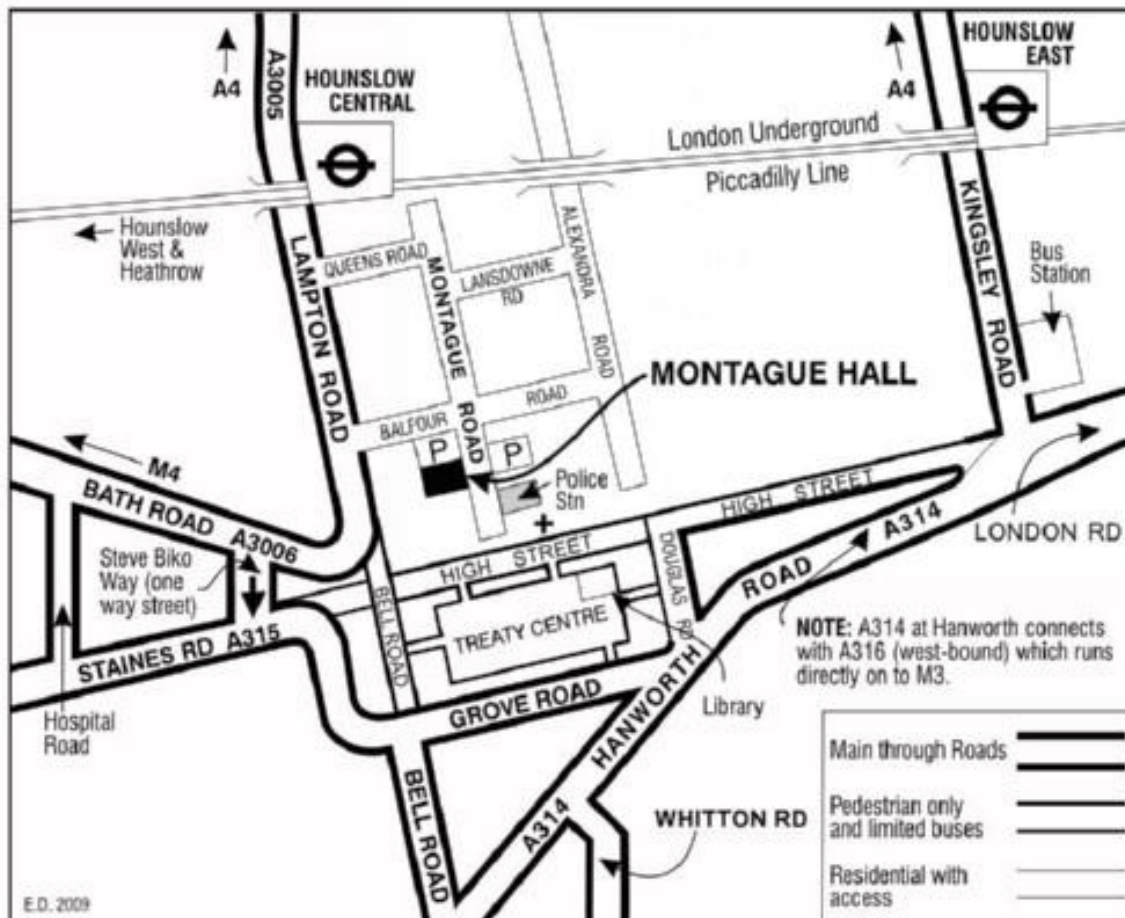 A4
A3005
HOUNSLOW
CENTRAL
A4
HOUNSLOW
EAST
London Underground
Piccadilly Line
Hounslow
West &
Heathrow
LAMPTON ROAD
QUEENS ROAD
MONTAGUE ROAD
LANSDOWNE
RD
ALEXANDRA ROAD
KINGSLEY ROAD
Bus
Station
MONTAGUE HALL
BALFOUR ROAD
P
P
Police
Stn
M4
BATH ROAD A3006
HIGH STREET
A314
LONDON RD
Steve Biko
Way (one
way street)
HIGH STREET
DOUGLAS RD
ROAD
BELL ROAD
TREATY CENTRE
STAINES RD A315
NOTE: A314 at Hanworth connects
with A316 (west-bound) which runs
directly on to M3.
GROVE ROAD
HANWORTH
Library
Hospital
Road
BELL ROAD
A314
WHITTON RD
Main through Roads
Pedestrian only
and limited buses
Residential with
access
E.D. 2009